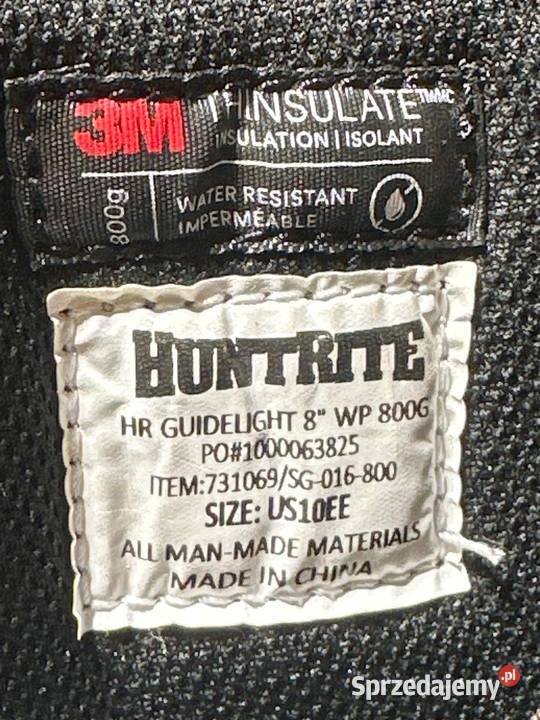 3M THINSULATE™MC
INSULATION | ISOLANT
800g
WATER RESISTANT
IMPERMÉABLE
HUNTRITE
HR GUIDELIGHT 8" WP 800G
PO#1000063825
ITEM:731069/SG-016-800
SIZE: US10EE
ALL MAN-MADE MATERIALS
MADE IN CHINA
Sprzedajemy.pl